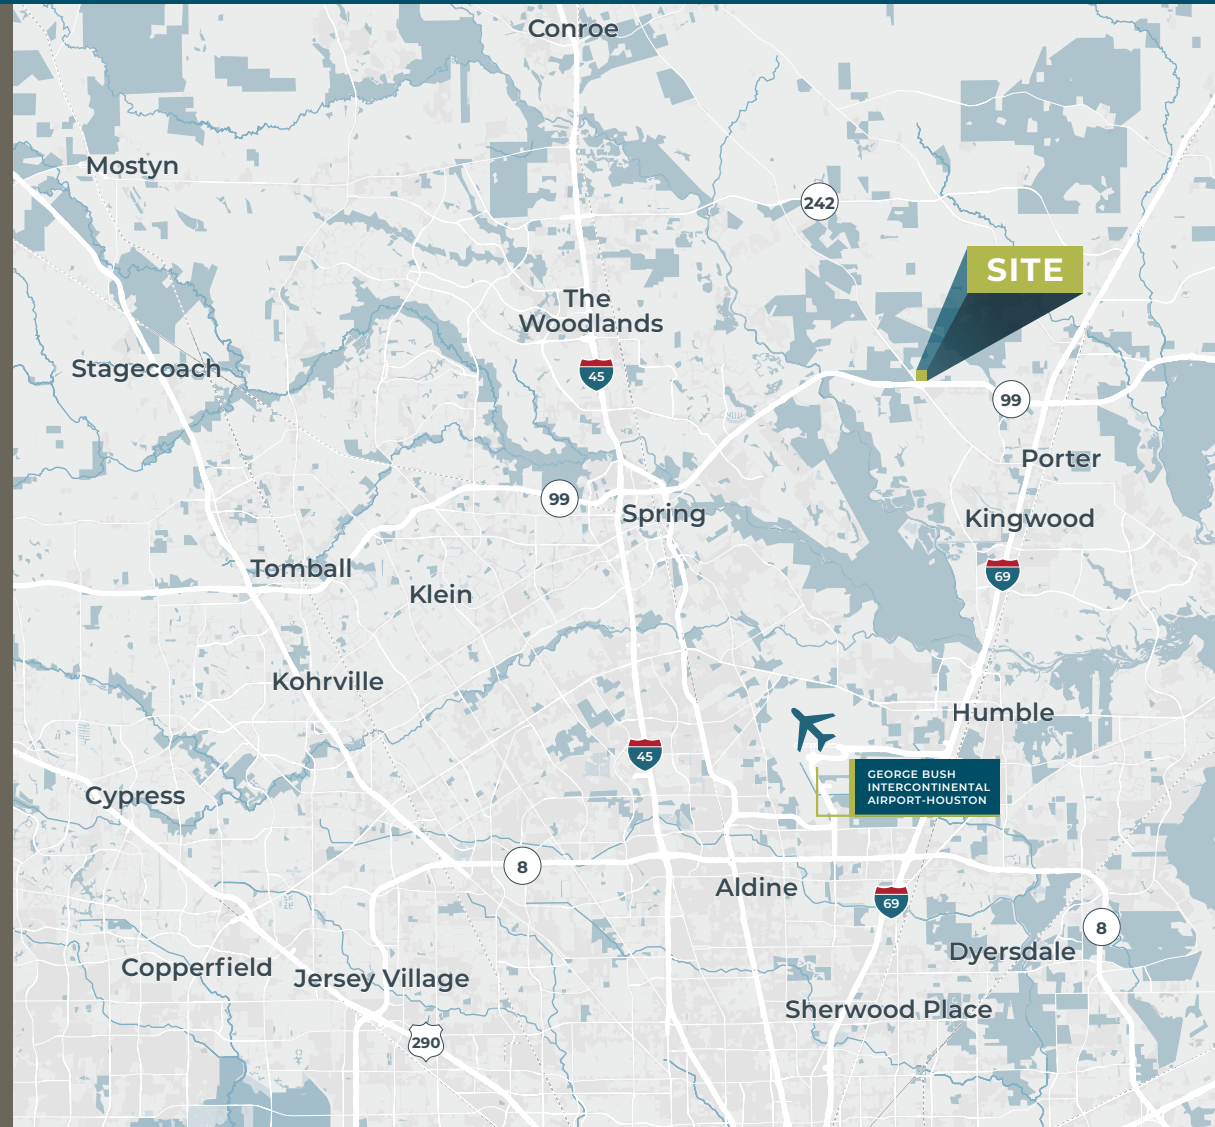 Conroe
Mostyn
242
SITE
The
Woodlands
Stagecoach
45
99
Porter
99
Spring
Kingwood
Tomball
69
Klein
Kohrville
Humble
45
GEORGE BUSH
INTERCONTINENTAL
AIRPORT-HOUSTON
Cypress
8
Aldine
69
8
Dyersdale
Copperfield
Jersey Village
Sherwood Place
290